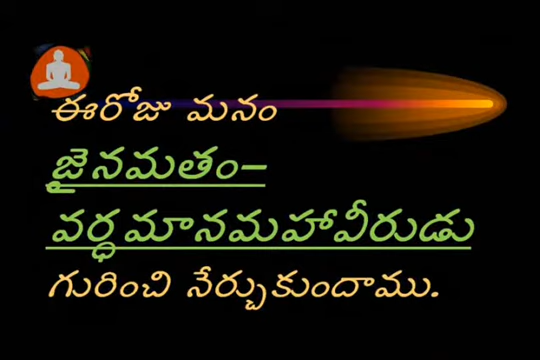 ఈరోజు మనం
జైనమతం-
వర్ధమానమహావీరుడు
గురించి నేర్చుకుందాము.